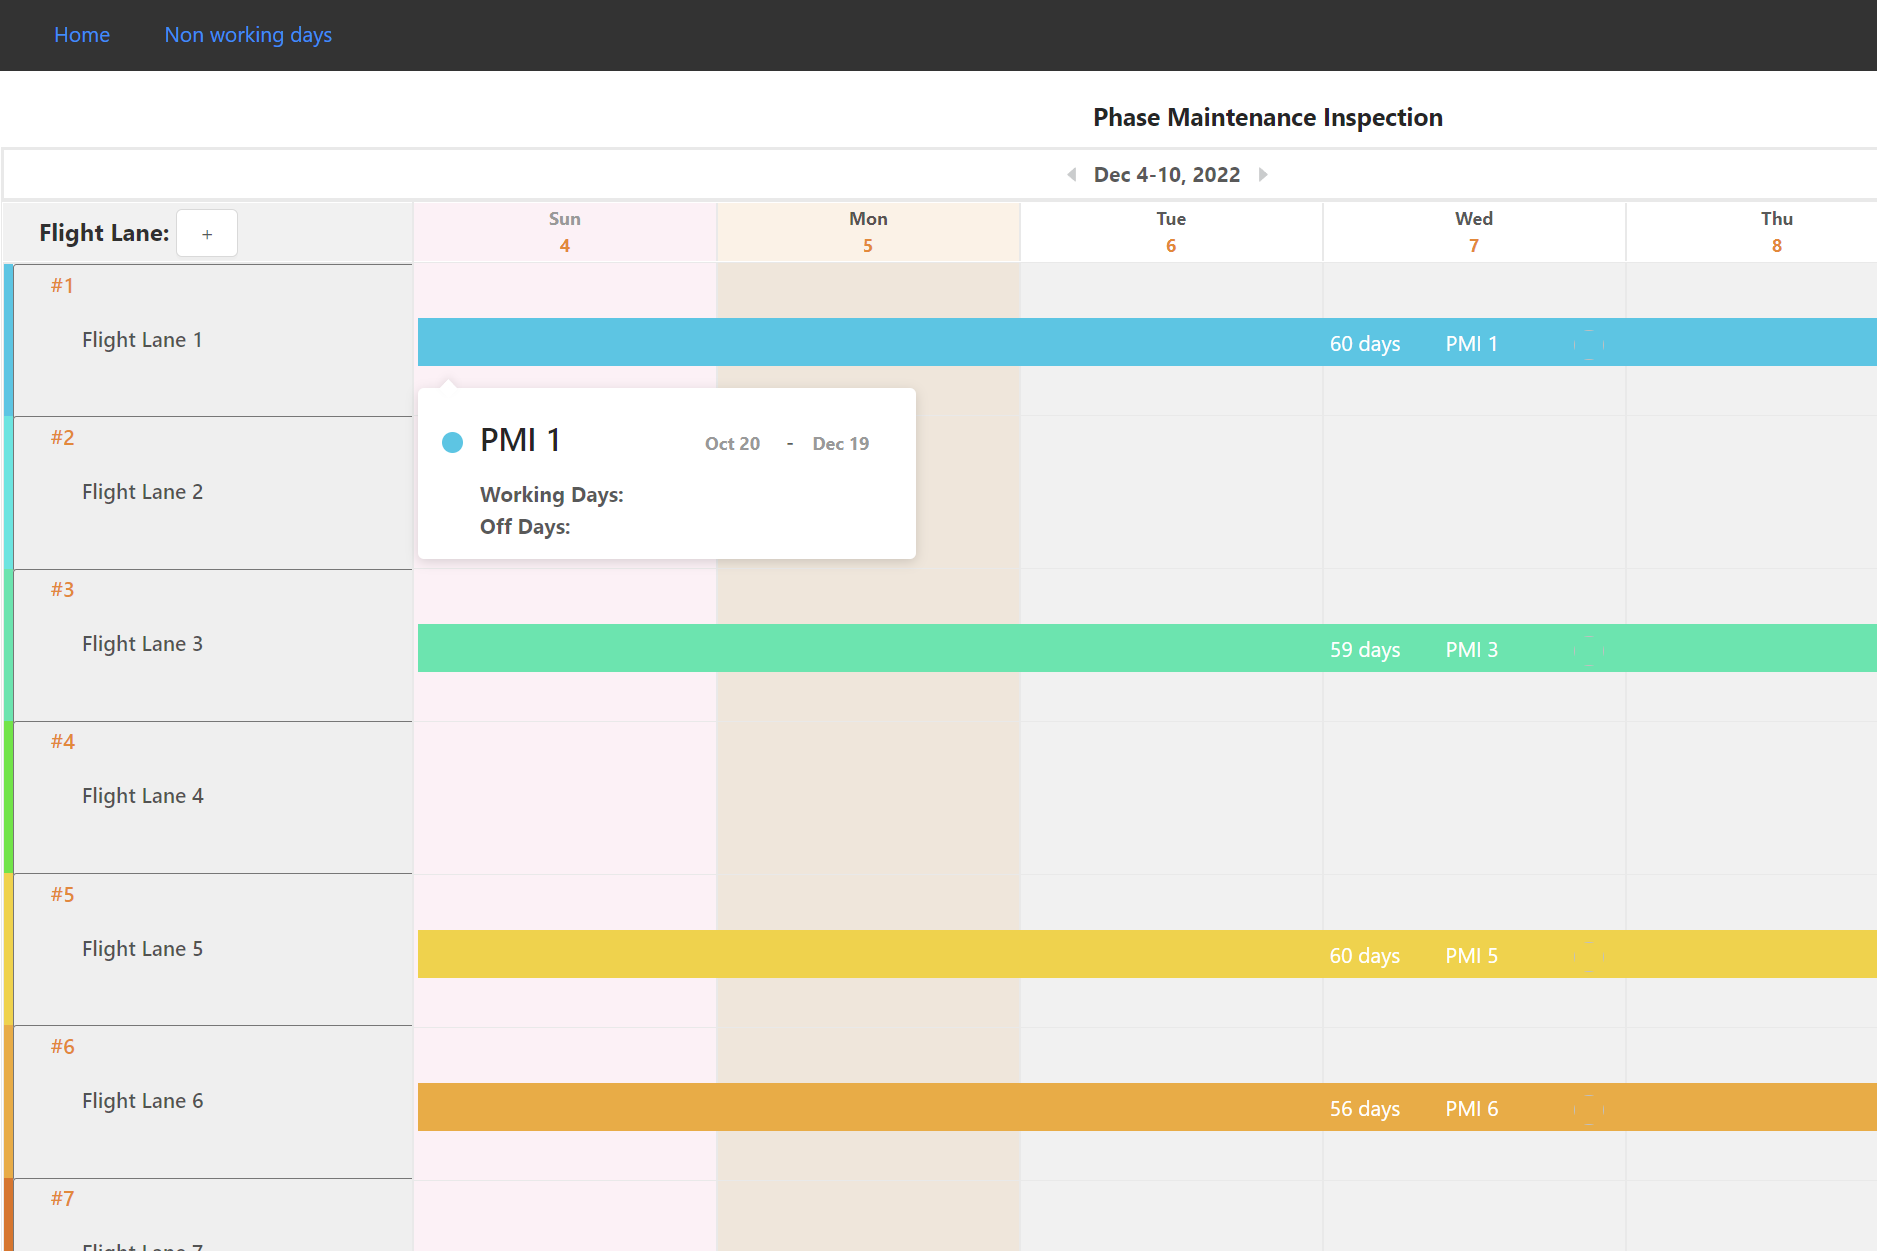 Home Non working days
Phase Maintenance Inspection
Dec 4-10, 2022
Flight Lane: +
Sun Mon Tue Wed Thu
4 5 6 7 8
#1
Flight Lane 1
60 days PMI 1
PMI 1 Oct 20 - Dec 19
Working Days:
Off Days:
#2
Flight Lane 2
#3
Flight Lane 3
59 days PMI 3
#4
Flight Lane 4
#5
Flight Lane 5
60 days PMI 5
#6
Flight Lane 6
56 days PMI 6
#7
Flight Lane 7